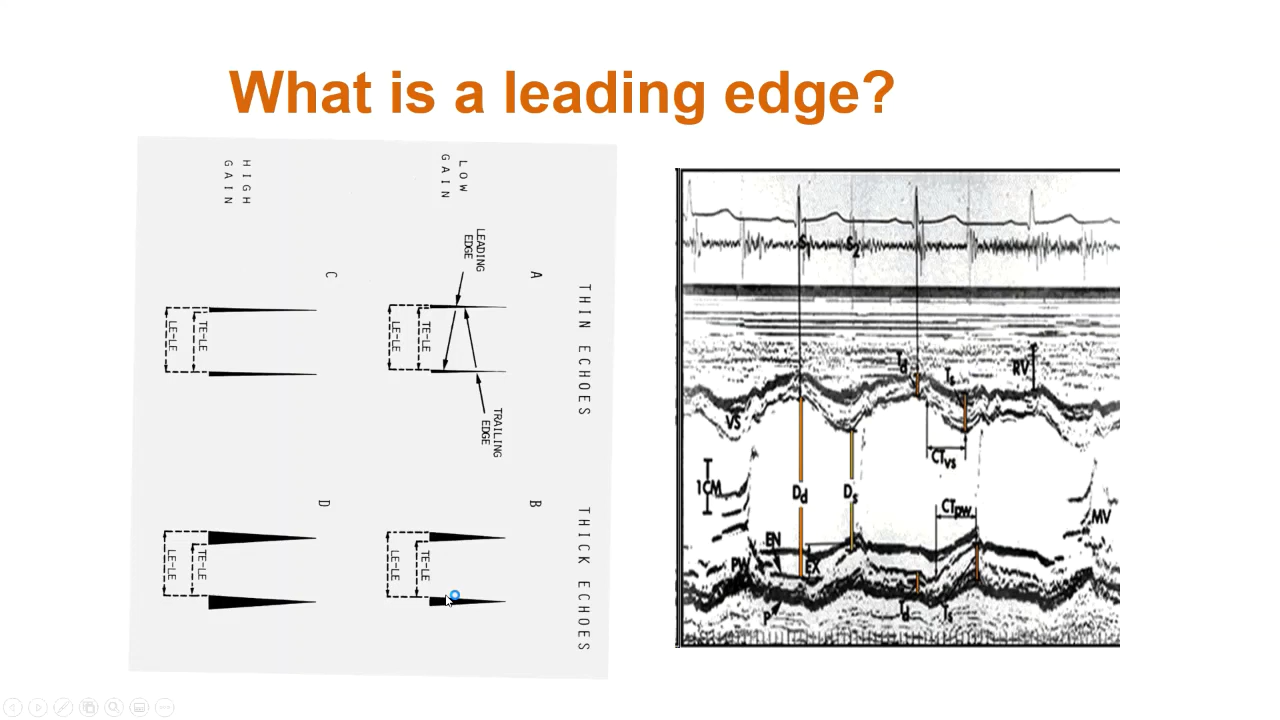 What is a leading edge?
HIGH
GAIN
LOW
GAIN
LEADING
EDGE
A
C
THIN ECHOES
LE-LE
TE-LE
LE-LE
TE-LE
TRAILING
EDGE
D
B
THICK ECHOES
LE-LE
TE-LE
LE-LE
TE-LE
S1
S2
Td
Ts
RV
VS
CTvs
1CM
Dd
Ds
CTpw
MV
EN
PW
EX
P
Td
Ts